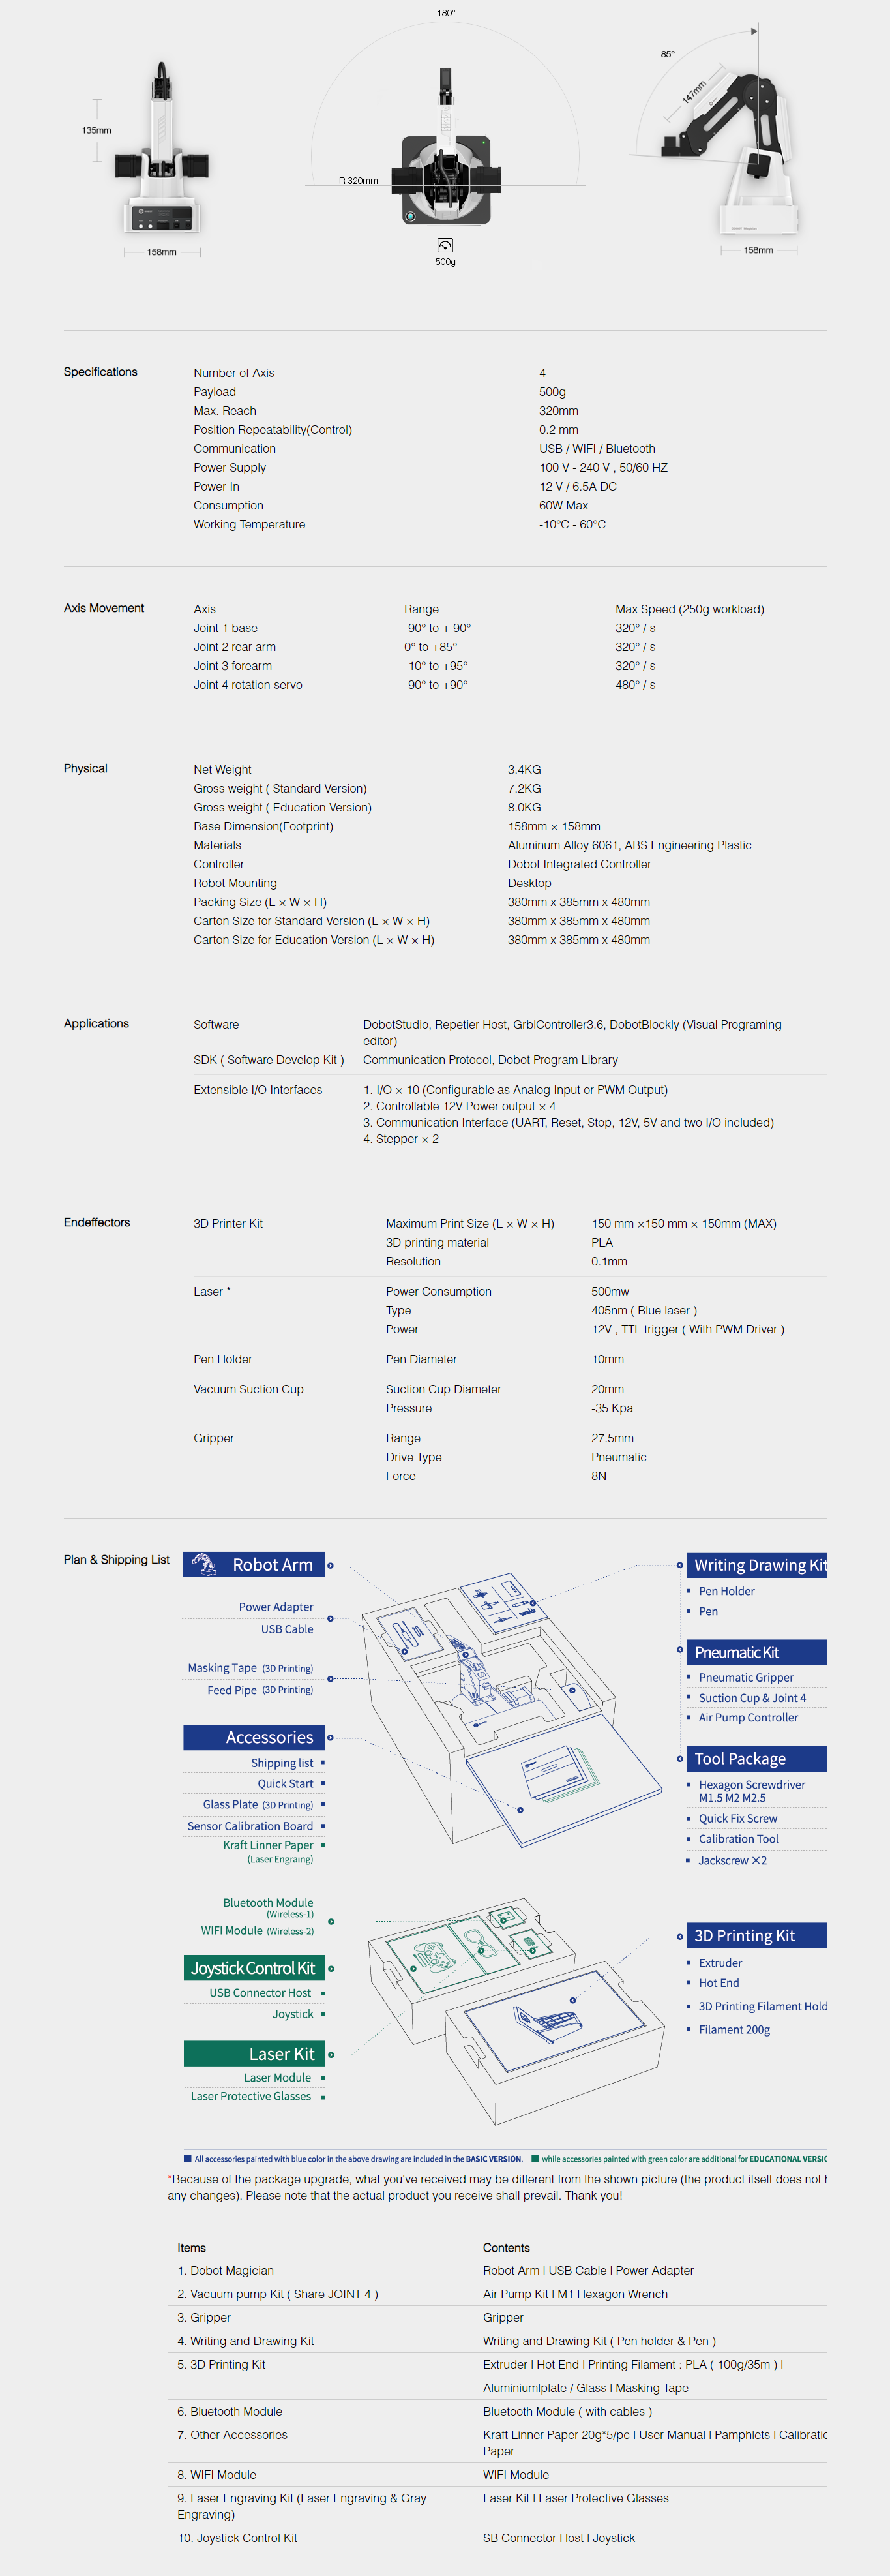 180°
85°
147mm
135mm
R 320mm
158mm
500g
158mm
Specifications
Number of Axis 4
Payload 500g
Max. Reach 320mm
Position Repeatability(Control) 0.2 mm
Communication USB / WIFI / Bluetooth
Power Supply 100 V - 240 V , 50/60 HZ
Power In 12 V / 6.5A DC
Consumption 60W Max
Working Temperature -10°C - 60°C
Axis Movement
Axis Range Max Speed (250g workload)
Joint 1 base -90° to + 90° 320° / s
Joint 2 rear arm 0° to +85° 320° / s
Joint 3 forearm -10° to +95° 320° / s
Joint 4 rotation servo -90° to +90° 480° / s
Physical
Net Weight 3.4KG
Gross weight ( Standard Version) 7.2KG
Gross weight ( Education Version) 8.0KG
Base Dimension(Footprint) 158mm × 158mm
Materials Aluminum Alloy 6061, ABS Engineering Plastic
Controller Dobot Integrated Controller
Robot Mounting Desktop
Packing Size (L × W × H) 380mm x 385mm x 480mm
Carton Size for Standard Version (L × W × H) 380mm x 385mm x 480mm
Carton Size for Education Version (L × W × H) 380mm x 385mm x 480mm
Applications
Software DobotStudio, Repetier Host, GrblController3.6, DobotBlockly (Visual Programing
editor)
SDK ( Software Develop Kit ) Communication Protocol, Dobot Program Library
Extensible I/O Interfaces 1. I/O × 10 (Configurable as Analog Input or PWM Output)
2. Controllable 12V Power output × 4
3. Communication Interface (UART, Reset, Stop, 12V, 5V and two I/O included)
4. Stepper × 2
Endeffectors
3D Printer Kit Maximum Print Size (L × W × H) 150 mm ×150 mm × 150mm (MAX)
3D printing material PLA
Resolution 0.1mm
Laser * Power Consumption 500mw
Type 405nm ( Blue laser )
Power 12V , TTL trigger ( With PWM Driver )
Pen Holder Pen Diameter 10mm
Vacuum Suction Cup Suction Cup Diameter 20mm
Pressure -35 Kpa
Gripper Range 27.5mm
Drive Type Pneumatic
Force 8N
Plan & Shipping List
Robot Arm
Power Adapter
USB Cable
Masking Tape (3D Printing)
Feed Pipe (3D Printing)
Accessories
Shipping list
Quick Start
Glass Plate (3D Printing)
Sensor Calibration Board
Kraft Linner Paper
(Laser Engraing)
Bluetooth Module
(Wireless-1)
WIFI Module (Wireless-2)
Joystick Control Kit
USB Connector Host
Joystick
Laser Kit
Laser Module
Laser Protective Glasses
Writing Drawing Kit
Pen Holder
Pen
Pneumatic Kit
Pneumatic Gripper
Suction Cup & Joint 4
Air Pump Controller
Tool Package
Hexagon Screwdriver
M1.5 M2 M2.5
Quick Fix Screw
Calibration Tool
Jackscrew ×2
3D Printing Kit
Extruder
Hot End
3D Printing Filament Hold
Filament 200g
All accessories painted with blue color in the above drawing are included in the BASIC VERSION. while accessories painted with green color are additional for EDUCATIONAL VERSIO
*Because of the package upgrade, what you've received may be different from the shown picture (the product itself does not h
any changes). Please note that the actual product you receive shall prevail. Thank you!
Items Contents
1. Dobot Magician Robot Arm l USB Cable l Power Adapter
2. Vacuum pump Kit ( Share JOINT 4 ) Air Pump Kit l M1 Hexagon Wrench
3. Gripper Gripper
4. Writing and Drawing Kit Writing and Drawing Kit ( Pen holder & Pen )
5. 3D Printing Kit Extruder l Hot End l Printing Filament : PLA ( 100g/35m ) l
Aluminiumlplate / Glass l Masking Tape
6. Bluetooth Module Bluetooth Module ( with cables )
7. Other Accessories Kraft Linner Paper 20g*5/pc l User Manual l Pamphlets l Calibratic
Paper
8. WIFI Module WIFI Module
9. Laser Engraving Kit (Laser Engraving & Gray Laser Kit l Laser Protective Glasses
Engraving)
10. Joystick Control Kit SB Connector Host l Joystick